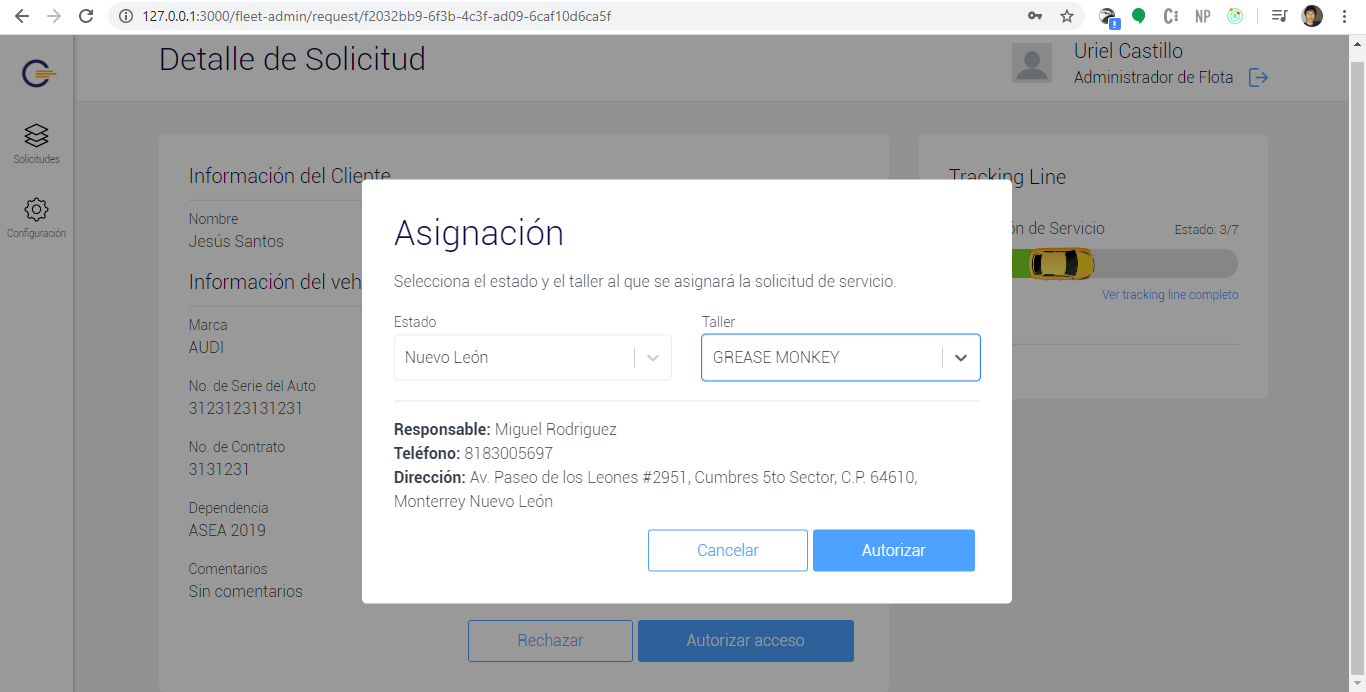 127.0.0.1:3000/fleet-admin/request/f2032bb9-6f3b-4c3f-ad09-6caf10d6ca5f
NP
Detalle de Solicitud
Uriel Castillo
Administrador de Flota
Solicitudes
Configuración
Información del Cliente
Nombre
Jesús Santos
Información del veh
Marca
AUDI
No. de Serie del Auto
3123123131231
No. de Contrato
3131231
Dependencia
ASEA 2019
Comentarios
Sin comentarios
Rechazar
Autorizar acceso
Tracking Line
ón de Servicio
Estado: 3/7
Ver tracking line completo
Asignación
Selecciona el estado y el taller al que se asignará la solicitud de servicio.
Estado
Taller
Nuevo León
GREASE MONKEY
Responsable: Miguel Rodriguez
Teléfono: 8183005697
Dirección: Av. Paseo de los Leones #2951, Cumbres 5to Sector, C.P. 64610,
Monterrey Nuevo León
Cancelar
Autorizar